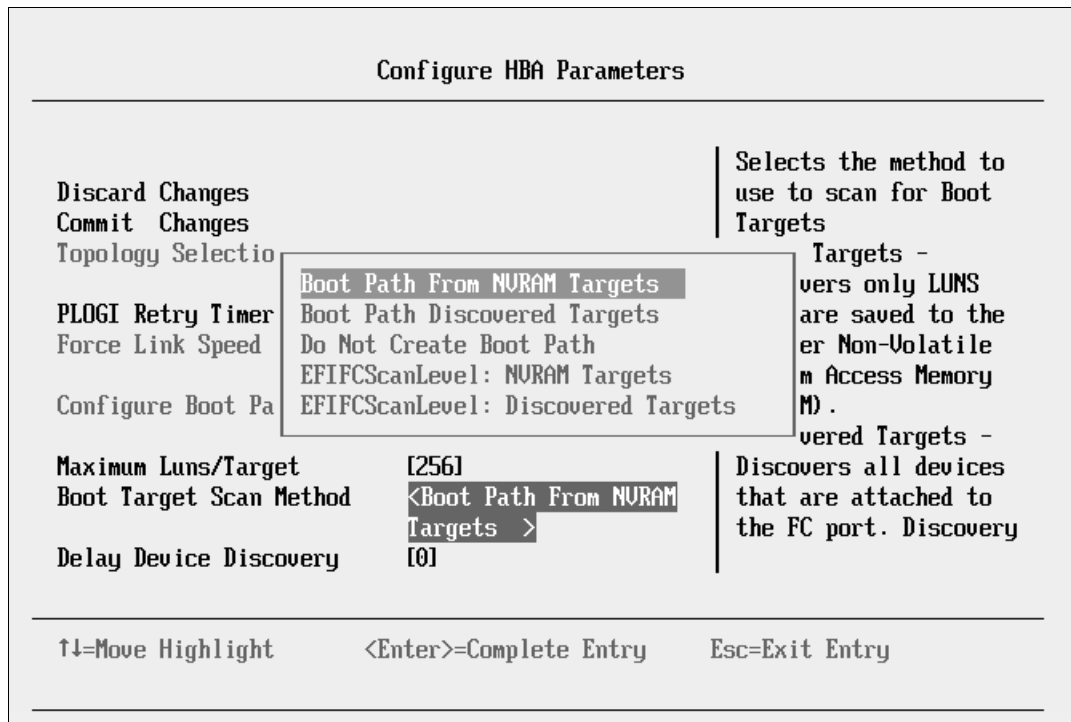 Configure HBA Parameters
Discard Changes
Commit Changes
Topology Selectio
PLOGI Retry Timer
Force Link Speed
Configure Boot Pa
Maximum Luns/Target [256]
Boot Target Scan Method <Boot Path From NVRAM
Targets >
Delay Device Discovery [0]
Boot Path From NVRAM Targets
Boot Path Discovered Targets
Do Not Create Boot Path
EFIFCScanLevel: NVRAM Targets
EFIFCScanLevel: Discovered Targets
Selects the method to
use to scan for Boot
Targets
Targets -
vers only LUNS
are saved to the
er Non-Volatile
m Access Memory
M).
vered Targets -
Discovers all devices
that are attached to
the FC port. Discovery
↑↓=Move Highlight <Enter>=Complete Entry Esc=Exit Entry